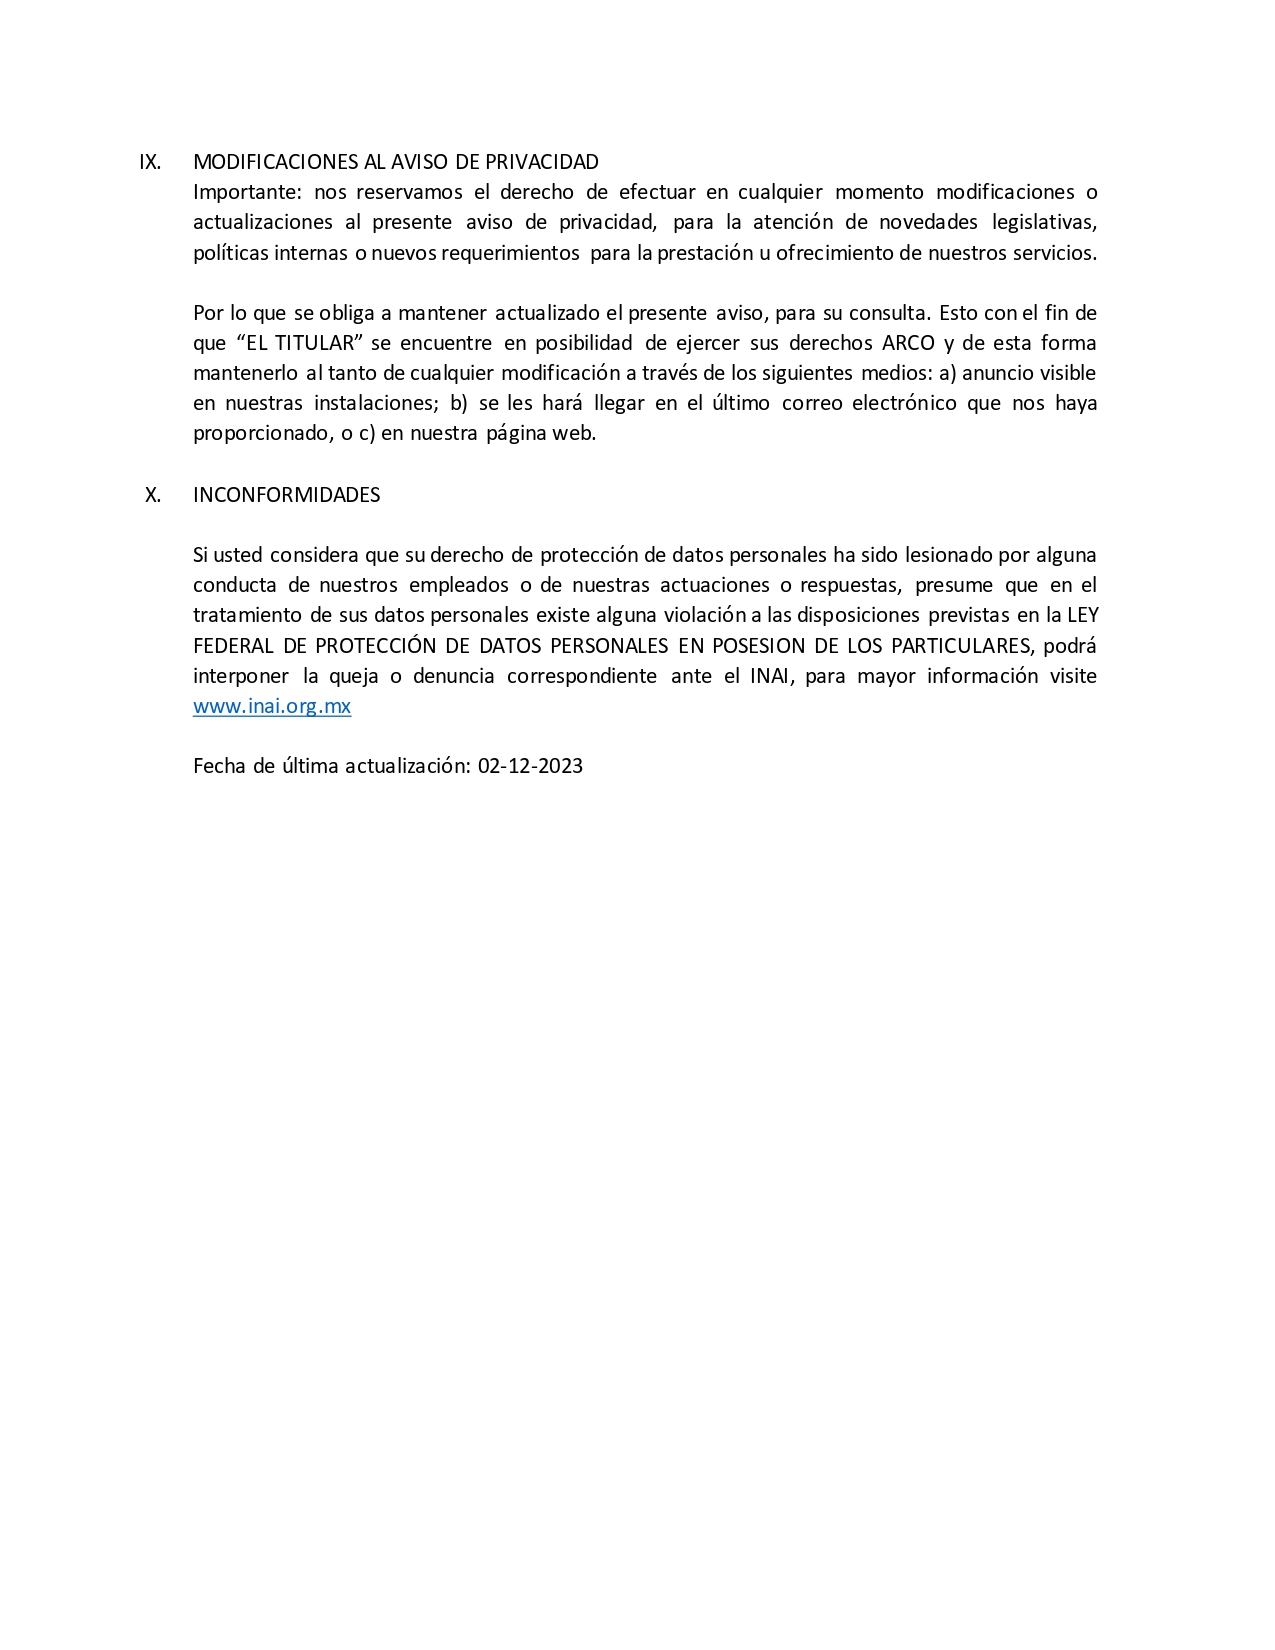 IX. MODIFICACIONES AL AVISO DE PRIVACIDAD
Importante: nos reservamos el derecho de efectuar en cualquier momento modificaciones o
actualizaciones al presente aviso de privacidad, para la atención de novedades legislativas,
políticas internas o nuevos requerimientos para la prestación u ofrecimiento de nuestros servicios.
Por lo que se obliga a mantener actualizado el presente aviso, para su consulta. Esto con el fin de
que “EL TITULAR” se encuentre en posibilidad de ejercer sus derechos ARCO y de esta forma
mantenerlo al tanto de cualquier modificación a través de los siguientes medios: a) anuncio visible
en nuestras instalaciones; b) se les hará llegar en el último correo electrónico que nos haya
proporcionado, o c) en nuestra página web.
X. INCONFORMIDADES
Si usted considera que su derecho de protección de datos personales ha sido lesionado por alguna
conducta de nuestros empleados o de nuestras actuaciones o respuestas, presume que en el
tratamiento de sus datos personales existe alguna violación a las disposiciones previstas en la LEY
FEDERAL DE PROTECCIÓN DE DATOS PERSONALES EN POSESION DE LOS PARTICULARES, podrá
interponer la queja o denuncia correspondiente ante el INAI, para mayor información visite
www.inai.org.mx
Fecha de última actualización: 02-12-2023